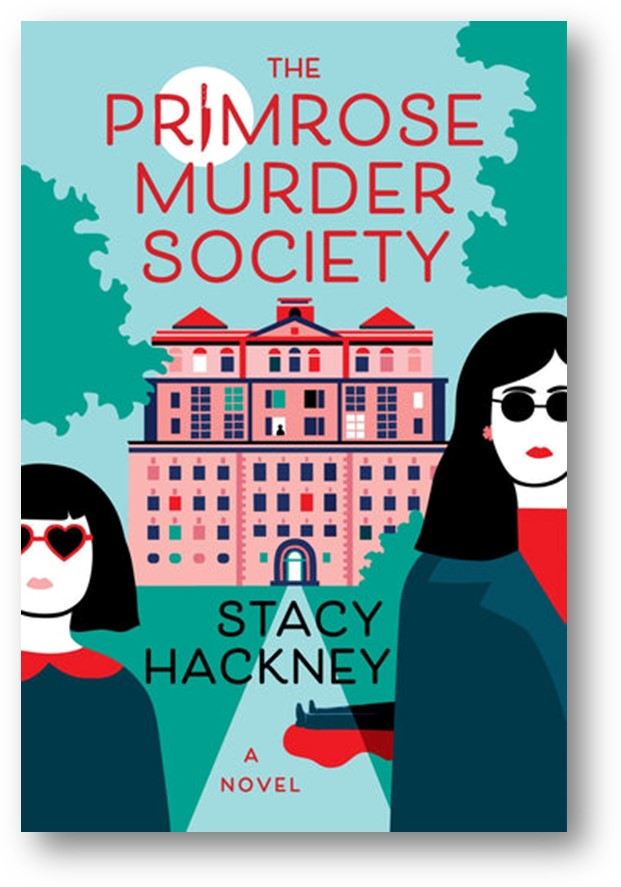 THE
PRIMROSE
MURDER
SOCIETY
STACY
HACKNEY
A
NOVEL